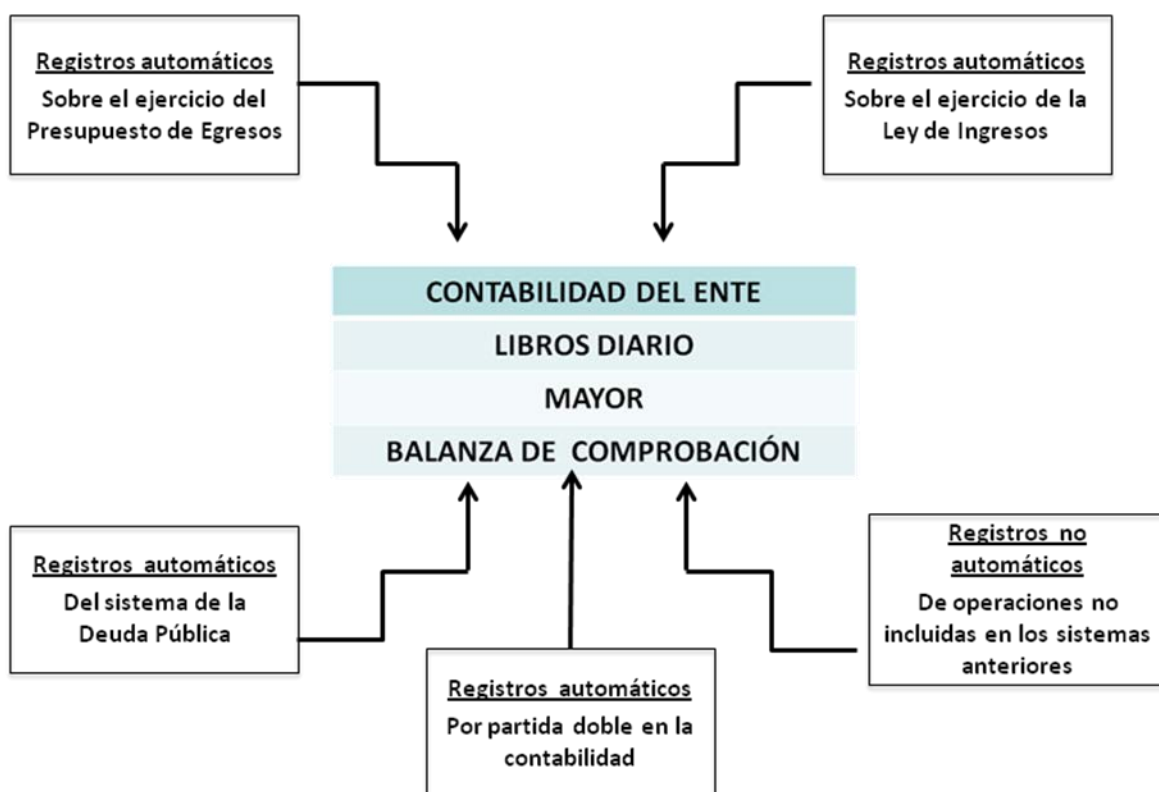 Registros automáticos
Sobre el ejercicio del
Presupuesto de Egresos
Registros automáticos
Sobre el ejercicio de la
Ley de Ingresos
CONTABILIDAD DEL ENTE
LIBROS DIARIO
MAYOR
BALANZA DE COMPROBACIÓN
Registros automáticos
Del sistema de la
Deuda Pública
Registros automáticos
Por partida doble en la
contabilidad
Registros no
automáticos
De operaciones no
incluidas en los sistemas
anteriores